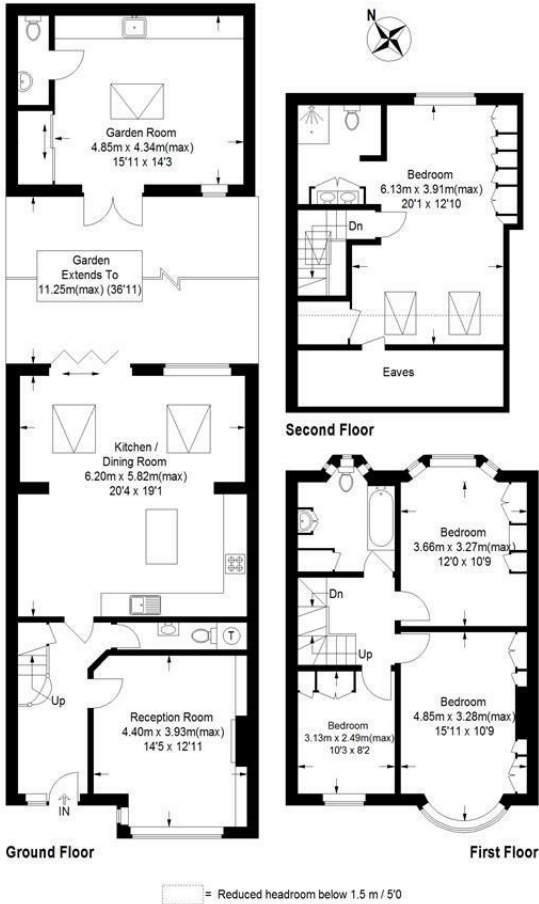 N
Garden Room
4.85m x 4.34m(max)
15'11 x 14'3
Garden
Extends To
11.25m(max) (36'11)
Kitchen /
Dining Room
6.20m x 5.82m(max)
20'4 x 19'1
T
Up
Reception Room
4.40m x 3.93m(max)
14'5 x 12'11
IN
Ground Floor
Bedroom
6.13m x 3.91m(max)
20'1 x 12'10
Dn
Eaves
Second Floor
Bedroom
3.66m x 3.27m(max)
12'0 x 10'9
Dn
Up
Bedroom
4.85m x 3.28m(max)
15'11 x 10'9
Bedroom
3.13m x 2.49m(max)
10'3 x 8'2
First Floor
= Reduced headroom below 1.5 m / 5'0